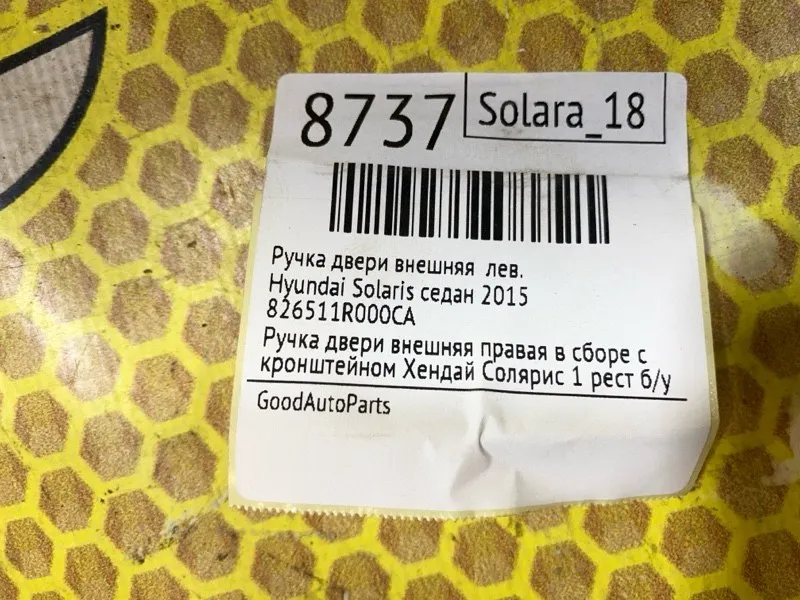 8737 Solara_18
Ручка двери внешняя лев.
Hyundai Solaris седан 2015
826511R000CA
Ручка двери внешняя правая в сборе с
кронштейном Хендай Солярис 1 рест б/у
GoodAutoParts